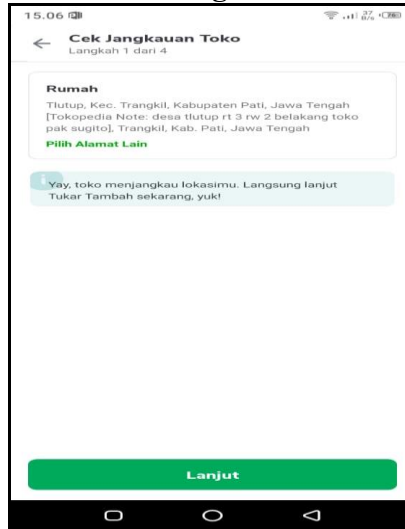 15.06
37
B/s
Cek Jangkauan Toko
Langkah 1 dari 4
Rumah
Tlutup, Kec. Trangkil, Kabupaten Pati, Jawa Tengah
[Tokopedia Note: desa tlutup rt 3 rw 2 belakang toko
pak sugito], Trangkil, Kab. Pati, Jawa Tengah
Pilih Alamat Lain
Yay, toko menjangkau lokasimu. Langsung lanjut
Tukar Tambah sekarang, yuk!
Lanjut